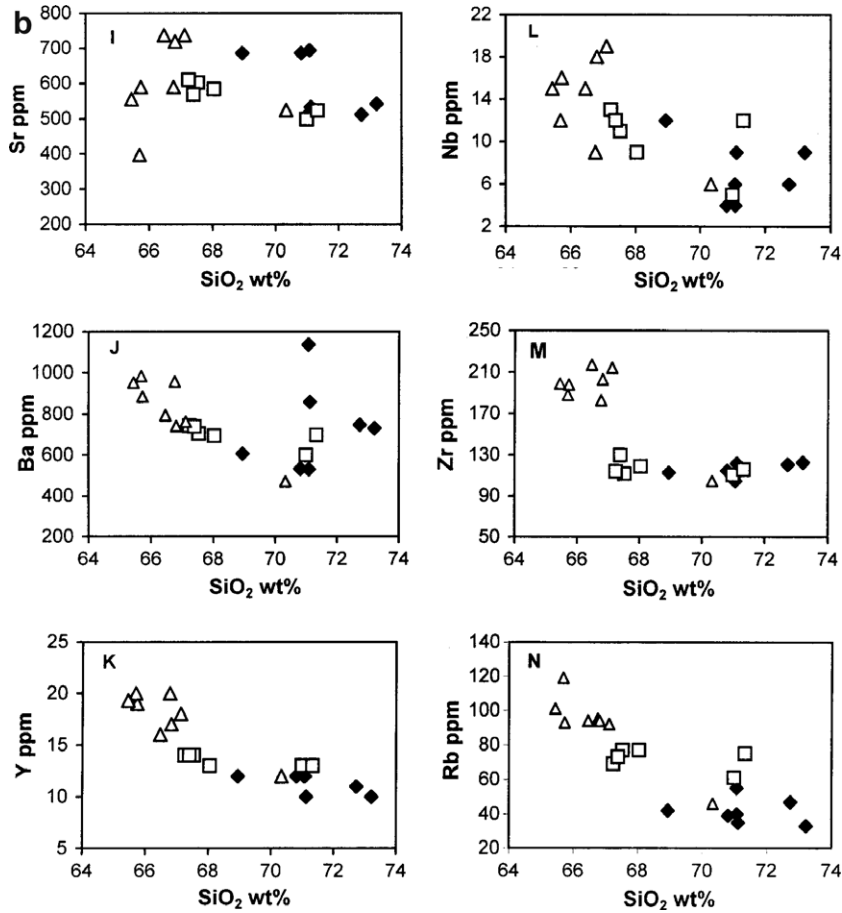 b
I
Sr ppm
800
700
600
500
400
300
200
64 66 68 70 72 74
SiO2 wt%
L
Nb ppm
22
18
14
10
6
2
64 66 68 70 72 74
SiO2 wt%
J
Ba ppm
1200
1000
800
600
400
200
64 66 68 70 72 74
SiO2 wt%
M
Zr ppm
250
210
170
130
90
50
64 66 68 70 72 74
SiO2 wt%
K
Y ppm
25
20
15
10
5
64 66 68 70 72 74
SiO2 wt%
N
Rb ppm
140
120
100
80
60
40
20
64 66 68 70 72 74
SiO2 wt%